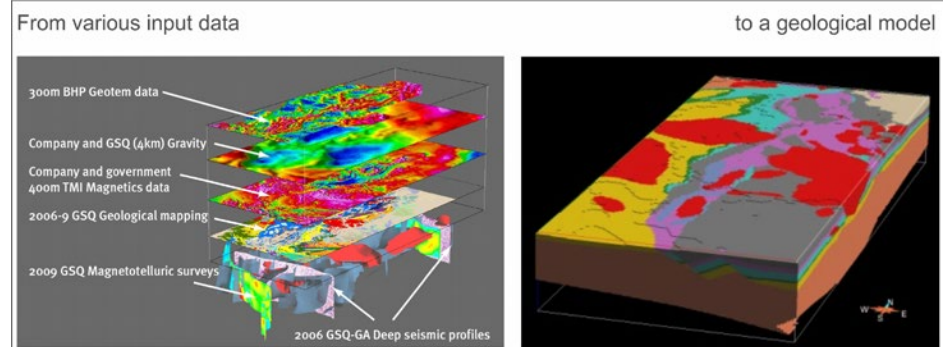 From various input data
to a geological model
300m BHP Geotem data
Company and GSQ (4km) Gravity
Company and government
400m TMI Magnetics data
2006-9 GSQ Geological mapping
2009 GSQ Magnetotelluric surveys
2006 GSQ-GA Deep seismic profiles
N
W
E
S